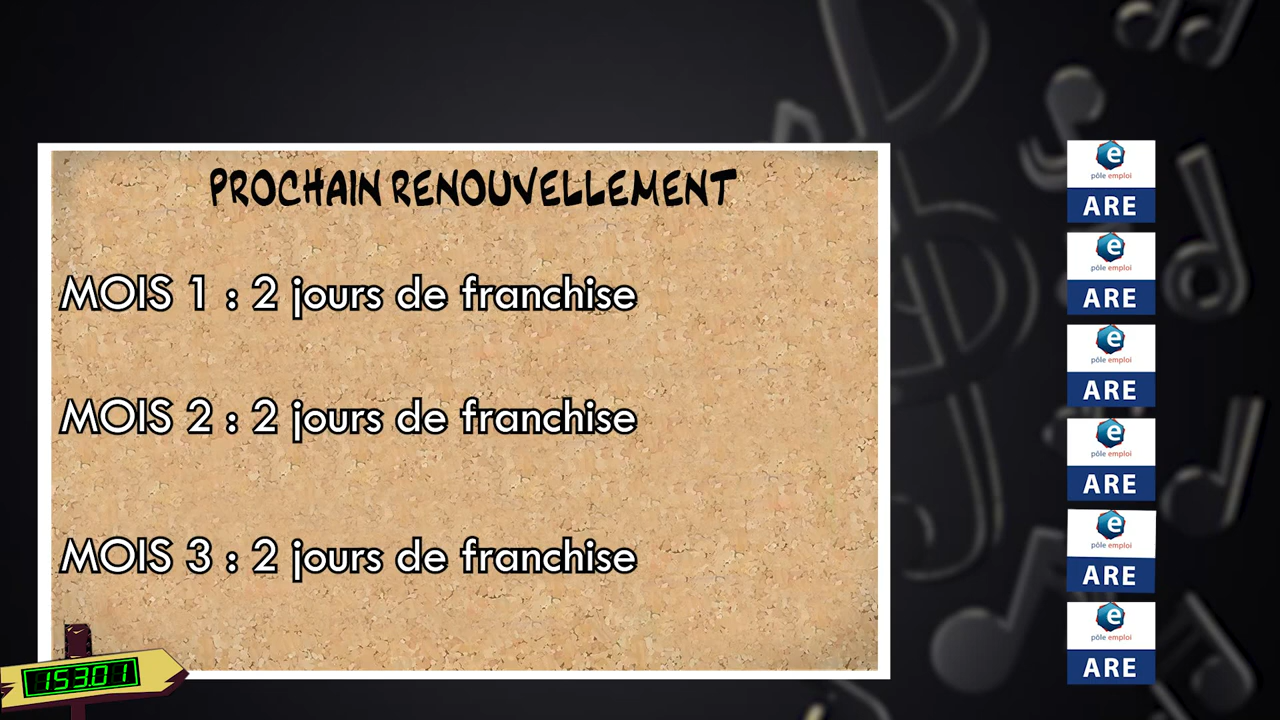 PROCHAIN RENOUVELLEMENT
MOIS 1 : 2 jours de franchise
MOIS 2 : 2 jours de franchise
MOIS 3 : 2 jours de franchise
153.01
e
pôle emploi
ARE
e
pôle emploi
ARE
e
pôle emploi
ARE
e
pôle emploi
ARE
e
pôle emploi
ARE
e
pôle emploi
ARE